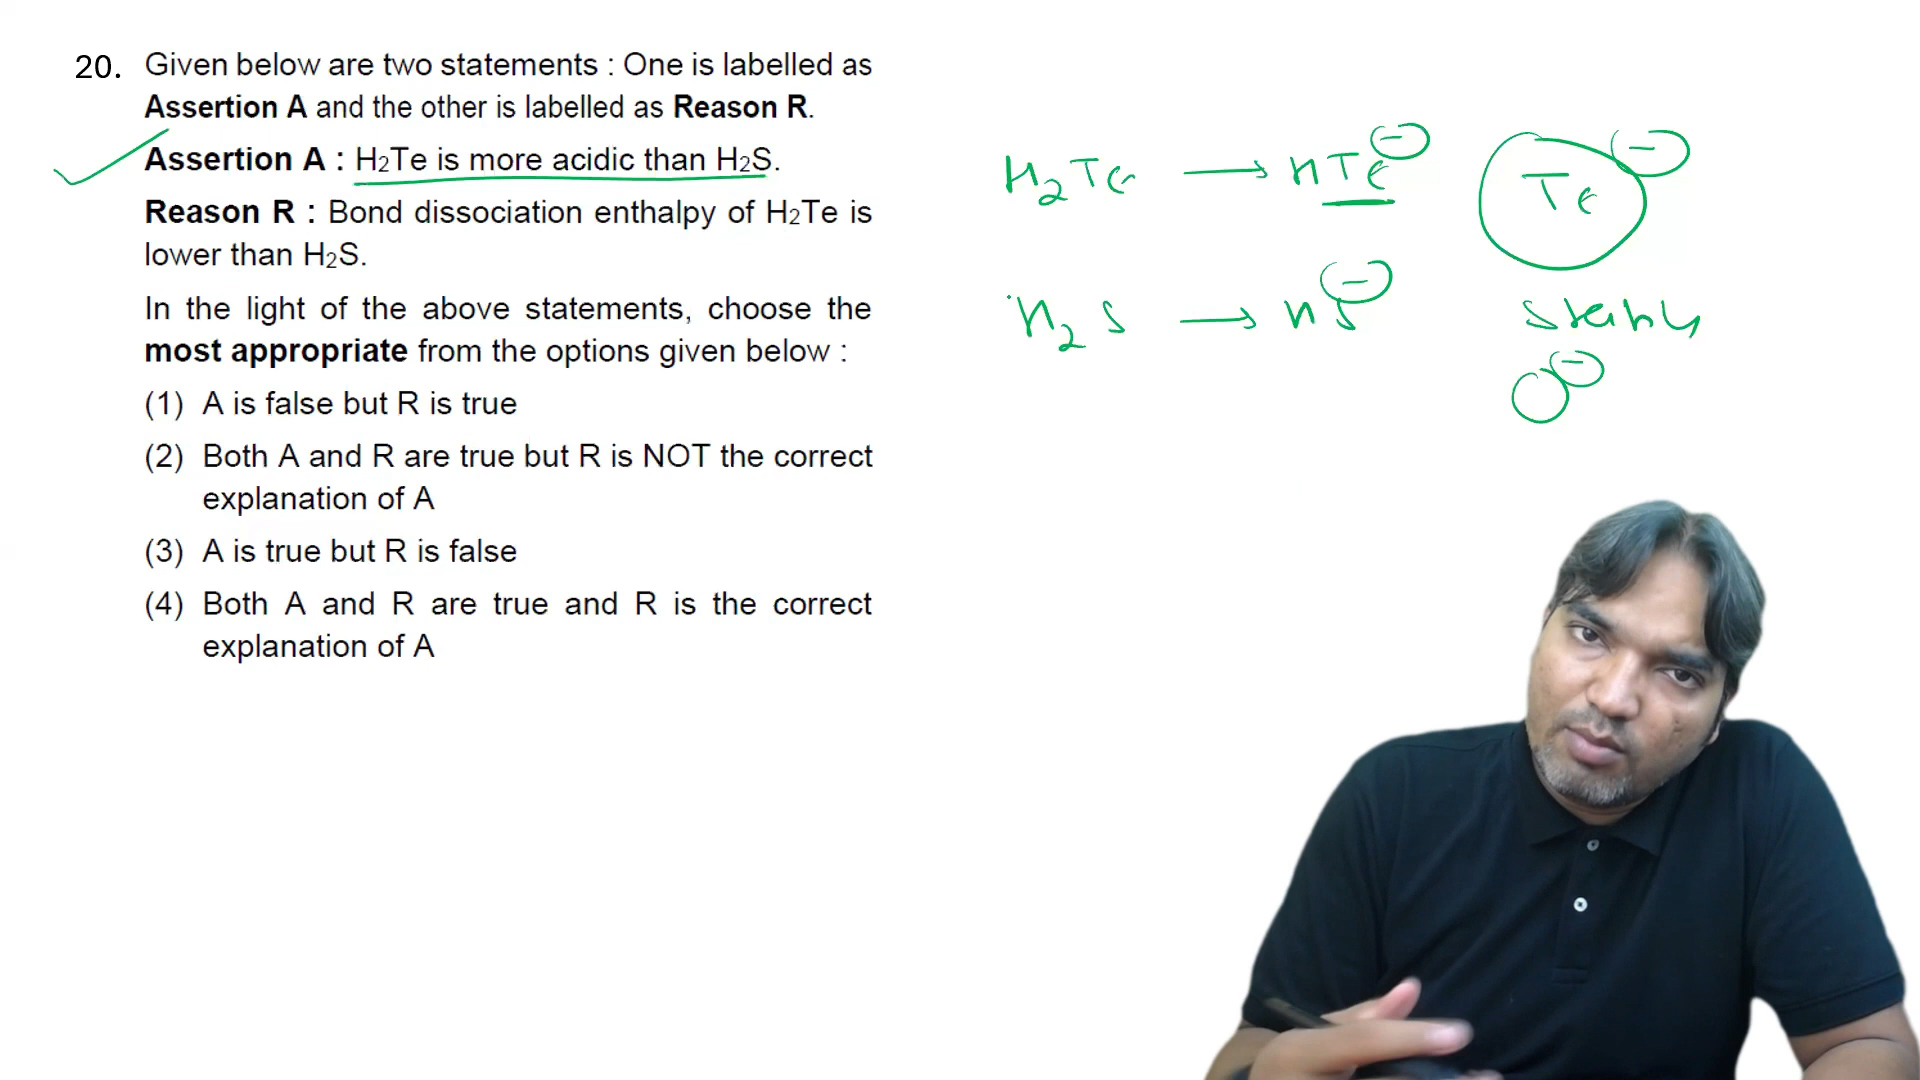 20. Given below are two statements : One is labelled as
Assertion A and the other is labelled as Reason R.
Assertion A : H₂Te is more acidic than H₂S.
Reason R : Bond dissociation enthalpy of H₂Te is
lower than H₂S.
In the light of the above statements, choose the
most appropriate from the options given below :
(1) A is false but R is true
(2) Both A and R are true but R is NOT the correct
explanation of A
(3) A is true but R is false
(4) Both A and R are true and R is the correct
explanation of A
H₂Te → HTe⁻
Te⁻
H₂S → HS⁻